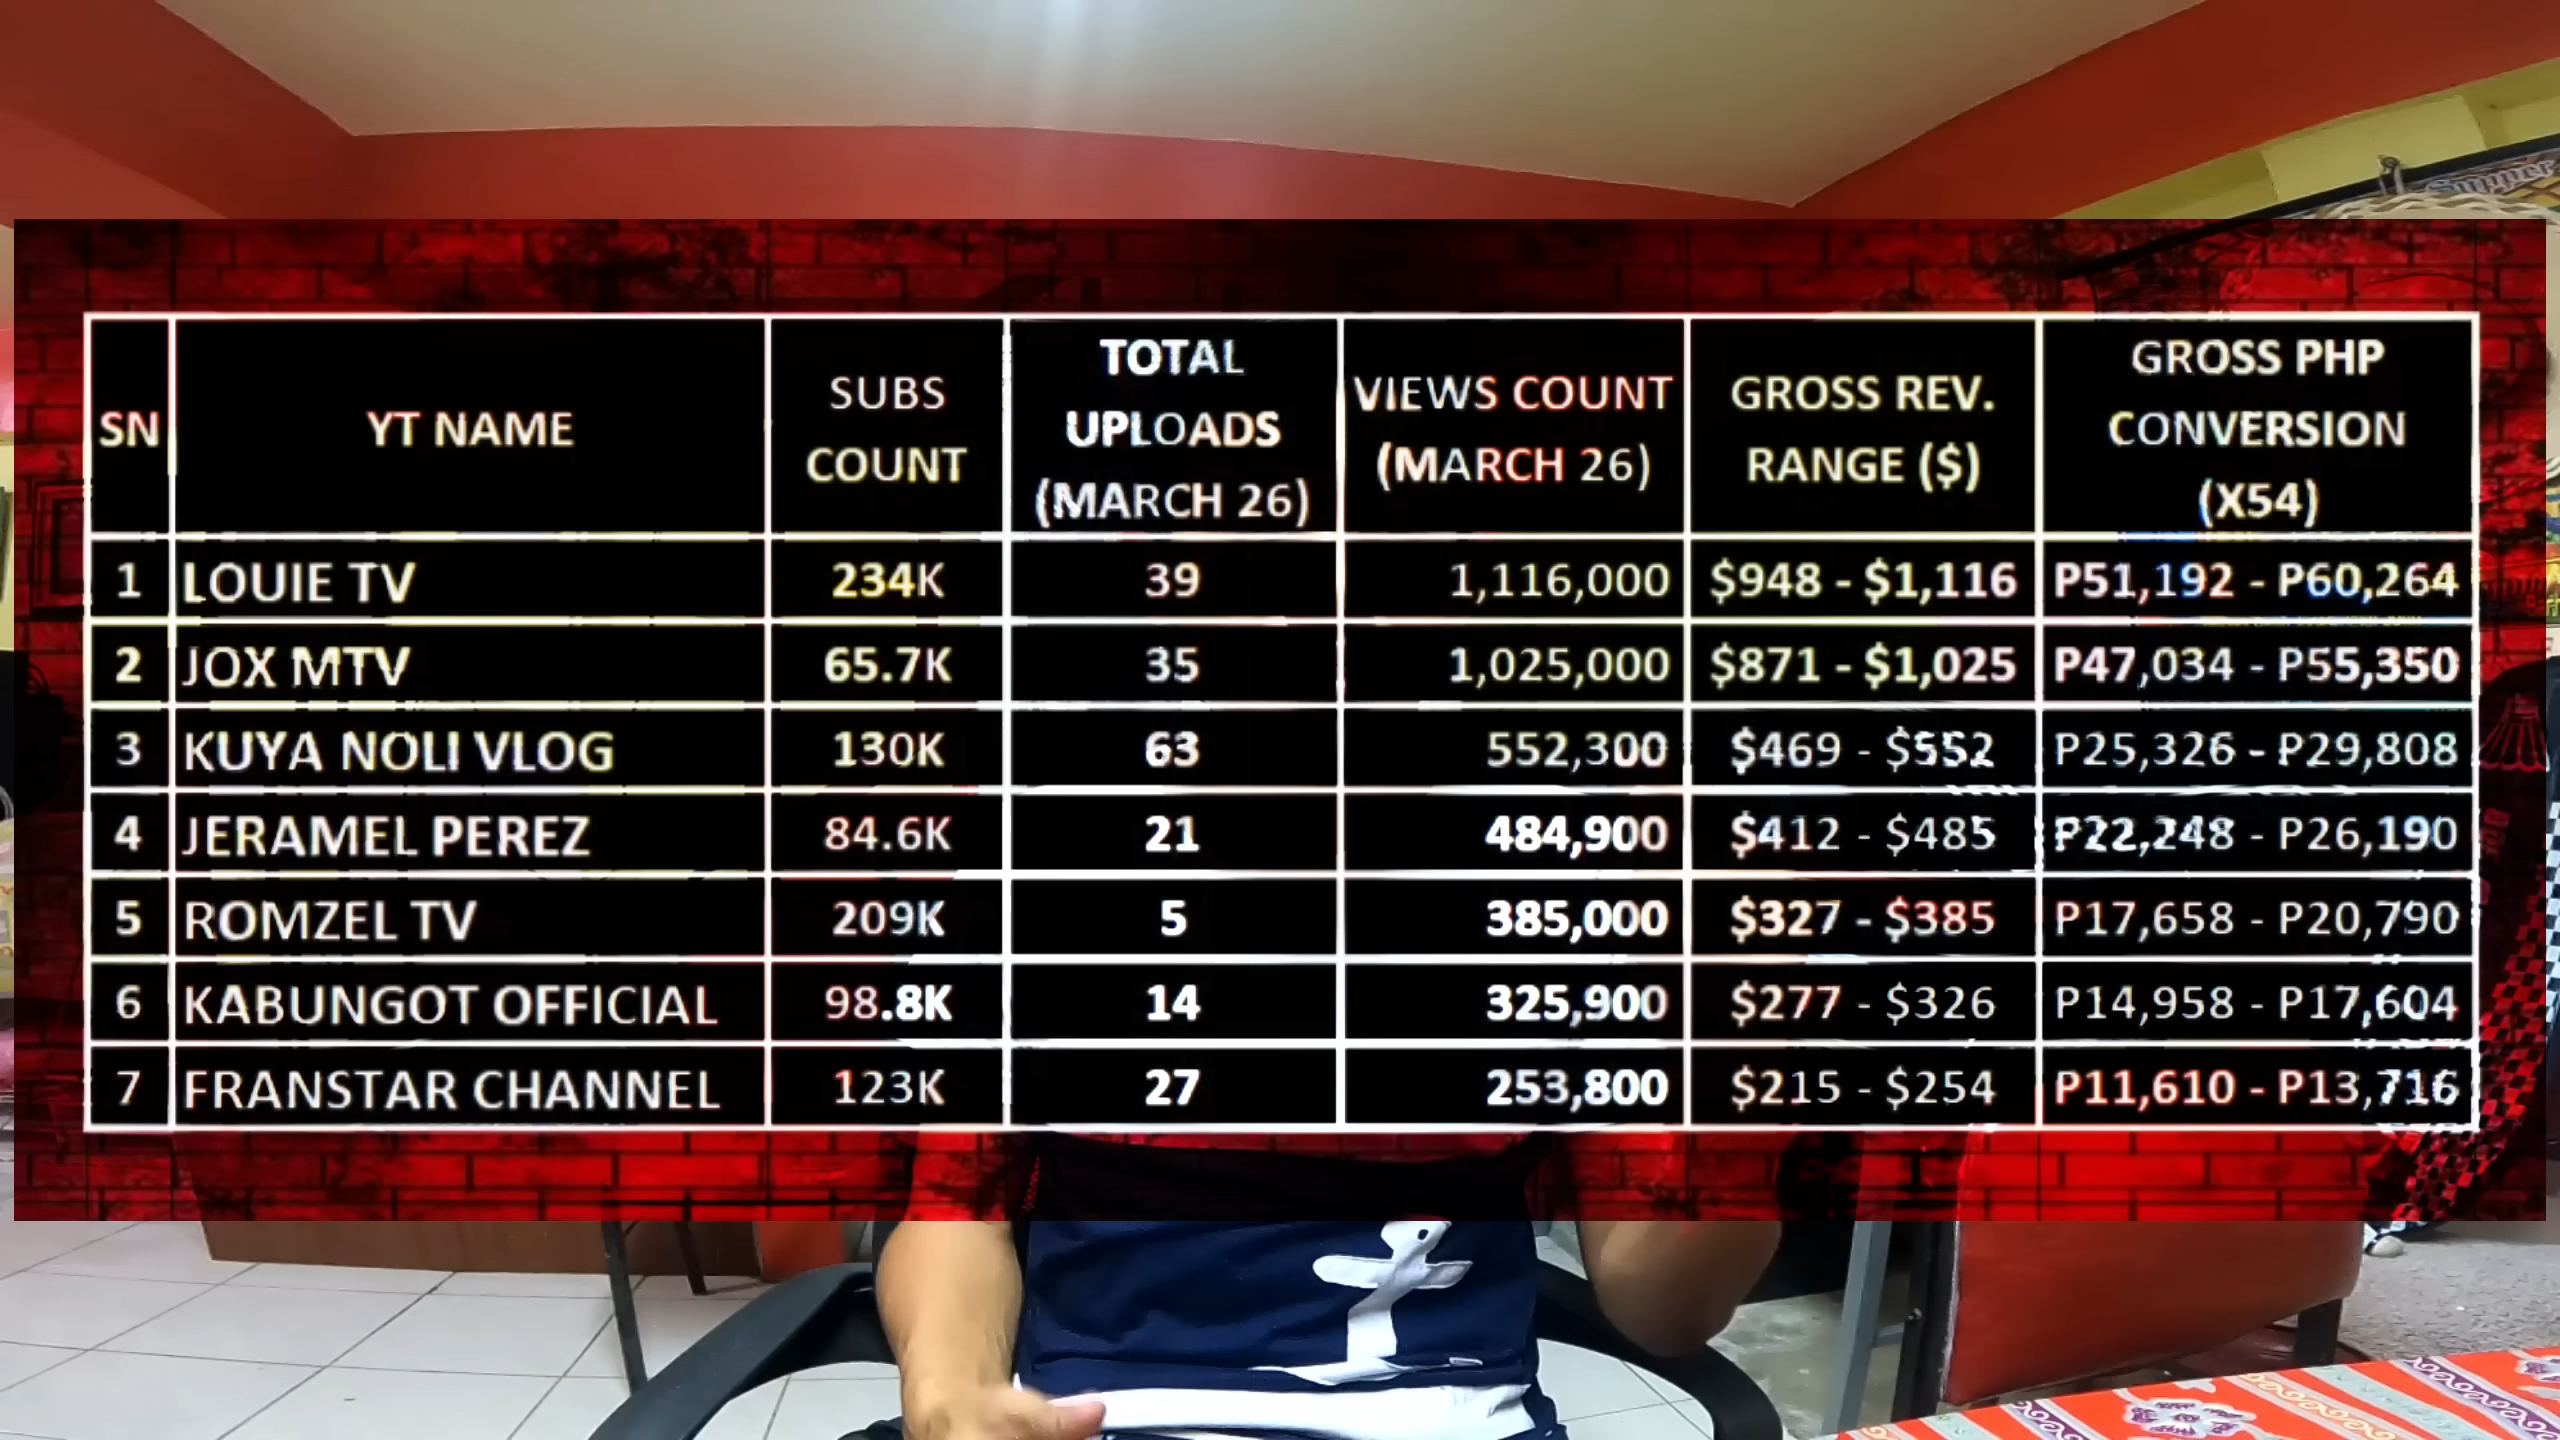 Supper
SN YT NAME SUBS COUNT TOTAL UPLOADS (MARCH 26) VIEWS COUNT (MARCH 26) GROSS REV. RANGE ($) GROSS PHP CONVERSION (X54)
1 LOUIE TV 234K 39 1,116,000 $948 - $1,116 P51,192 - P60,264
2 JOX MTV 65.7K 35 1,025,000 $871 - $1,025 P47,034 - P55,350
3 KUYA NOLI VLOG 130K 63 552,300 $469 - $552 P25,326 - P29,808
4 JERAMEL PEREZ 84.6K 21 484,900 $412 - $485 P22,248 - P26,190
5 ROMZEL TV 209K 5 385,000 $327 - $385 P17,658 - P20,790
6 KABUNGOT OFFICIAL 98.8K 14 325,900 $277 - $326 P14,958 - P17,604
7 FRANSTAR CHANNEL 123K 27 253,800 $215 - $254 P11,610 - P13,716